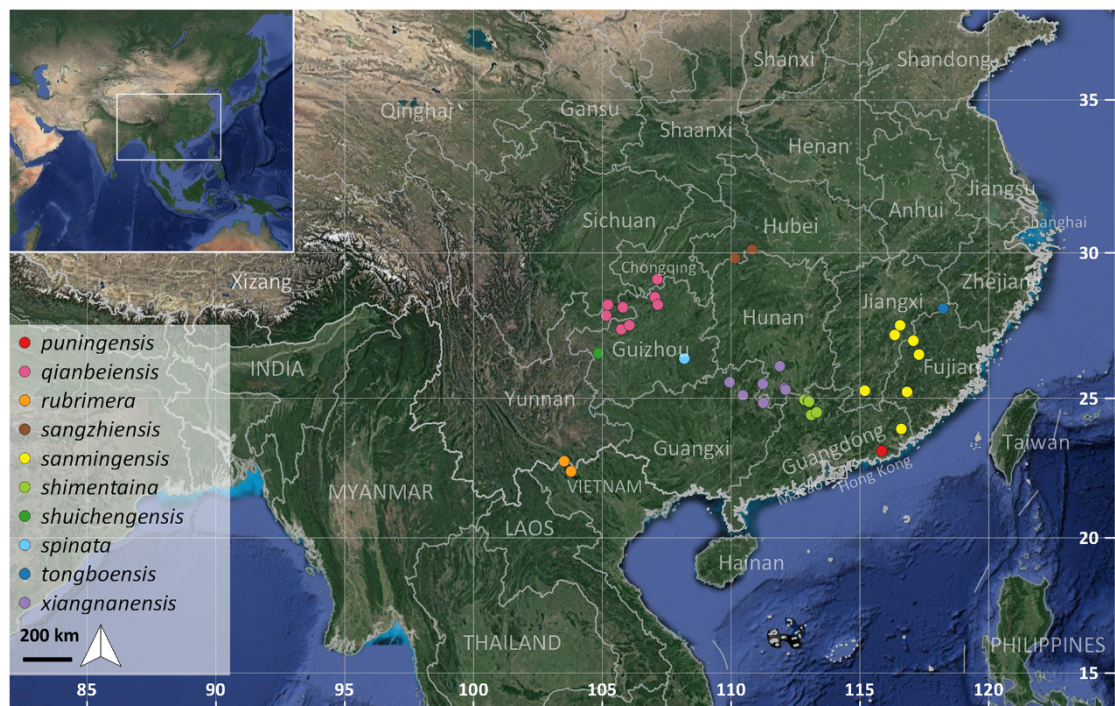 Shanxi
Shandong
Qinghai
Gansu
35
Shaanxi
Henan
Jiangsu
Anhui
Sichuan
Hubei
Shanghai
30
Chongqing
Xizang
Zhejiang
Jiangxi
Hunan
Guizhou
INDIA
Fujian
Yunnan
25
Guangxi
Guangdong
Taiwan
Macao
Hong Kong
VIETNAM
MYANMAR
LAOS
20
Hainan
THAILAND
PHILIPPINES
15
puningensis
qianbeiensis
rubrimera
sangzhiensis
sanmingensis
shimentaina
shuichengensis
spinata
tongboensis
xiangnanensis
200 km
85 90 95 100 105 110 115 120